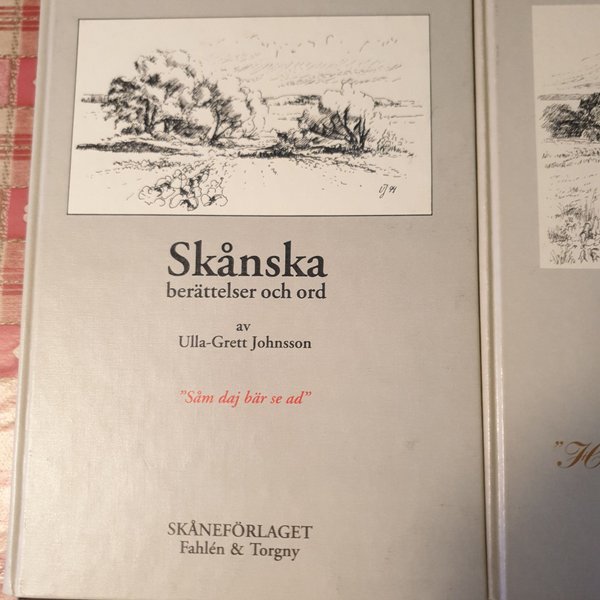 Skånska
berättelser och ord
av
Ulla-Grett Johnsson
"Såm daj bär se ad"
SKÅNEFÖRLAGET
Fahlén & Torgny
"H